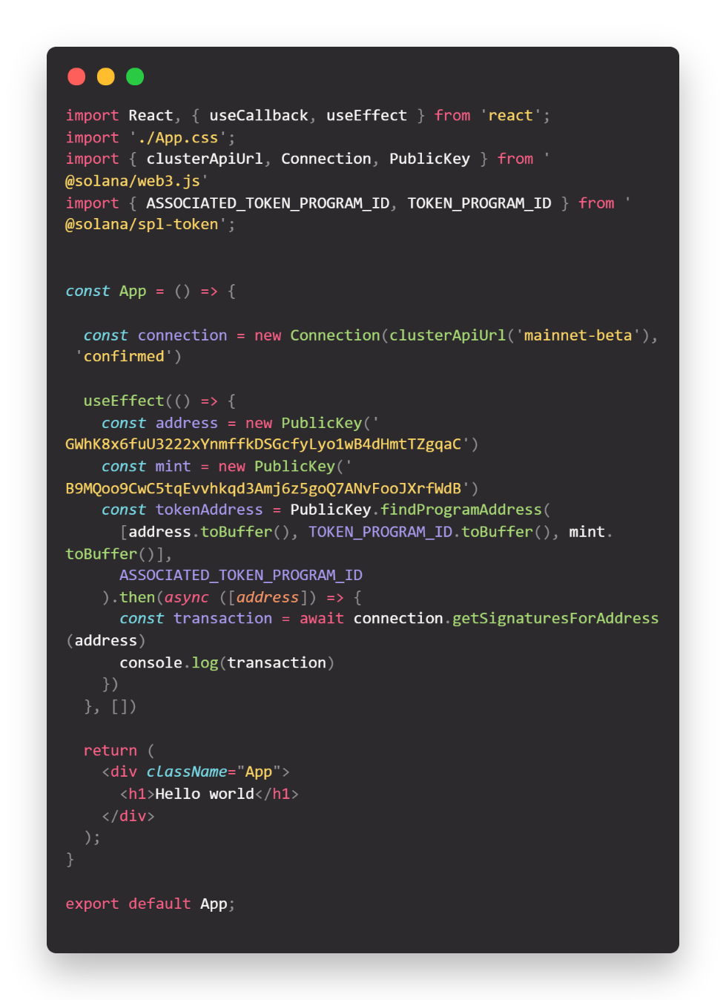 import React, { useCallback, useEffect } from 'react';
import './App.css';
import { clusterApiUrl, Connection, PublicKey } from '
@solana/web3.js'
import { ASSOCIATED_TOKEN_PROGRAM_ID, TOKEN_PROGRAM_ID } from '
@solana/spl-token';
const App = () => {
const connection = new Connection(clusterApiUrl('mainnet-beta'),
'confirmed')
useEffect(() => {
const address = new PublicKey('
GWhK8x6fuU3222xYnmffkDSGcfyLyo1wB4dHmtTZgqaC')
const mint = new PublicKey('
B9MQoo9CwC5tqEvvhkqd3Amj6z5goQ7ANvFooJXrfWdB')
const tokenAddress = PublicKey.findProgramAddress(
[address.toBuffer(), TOKEN_PROGRAM_ID.toBuffer(), mint.
toBuffer()],
ASSOCIATED_TOKEN_PROGRAM_ID
).then(async ([address]) => {
const transaction = await connection.getSignaturesForAddress
(address)
console.log(transaction)
})
}, [])
return (
<div className="App">
<h1>Hello world</h1>
</div>
);
}
export default App;